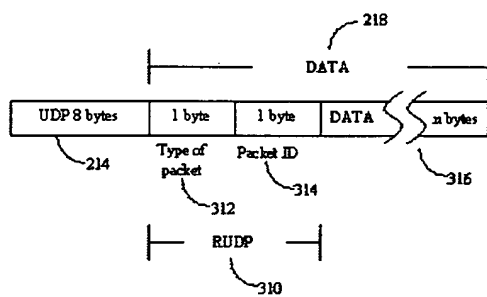 218
DATA
UDP 8 bytes
1 byte
1 byte
DATA
n bytes
214
Type of
packet
312
Packet ID
314
316
RUDP
310